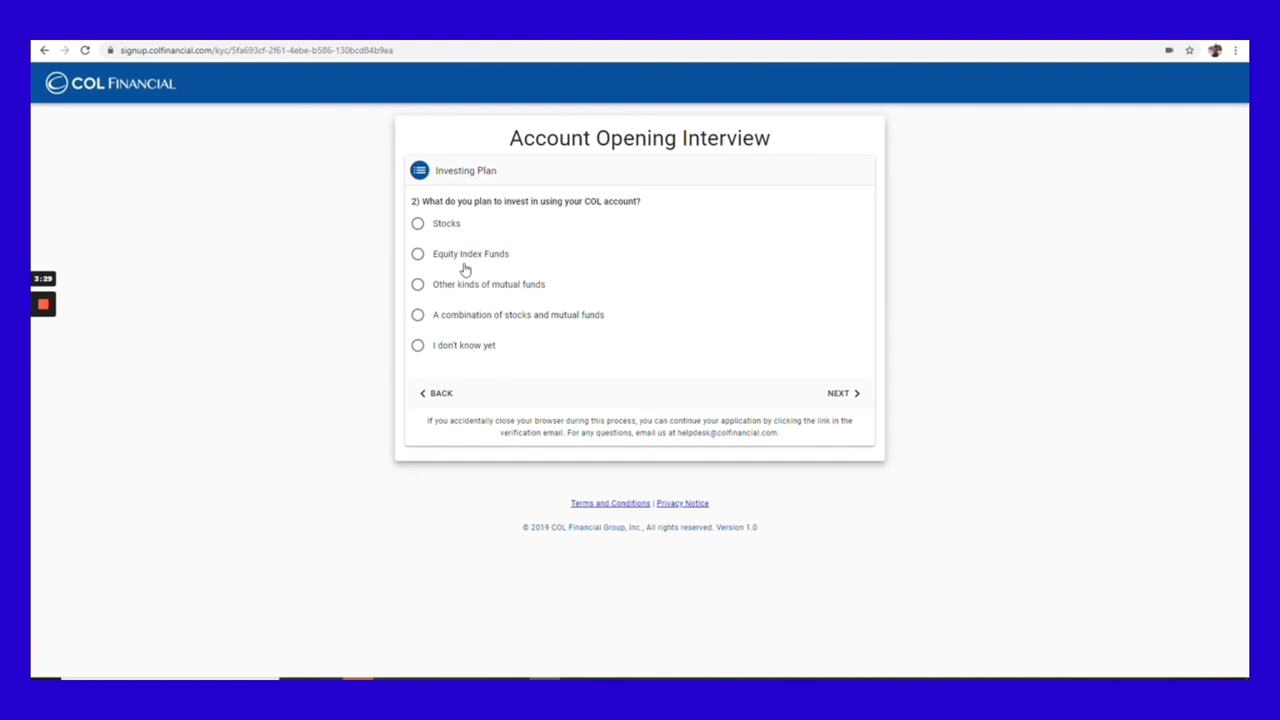 signup.colfinancial.com/kyc/5fa693cf-2f61-4ebe-b586-130bcd84b9ea
COL FINANCIAL
Account Opening Interview
Investing Plan
2) What do you plan to invest in using your COL account?
Stocks
Equity Index Funds
3:29
Other kinds of mutual funds
A combination of stocks and mutual funds
I don't know yet
BACK
NEXT
If you accidentally close your browser during this process, you can continue your application by clicking the link in the
verification email. For any questions, email us at helpdesk@colfinancial.com.
Terms and Conditions | Privacy Notice
© 2019 COL Financial Group, Inc., All rights reserved. Version 1.0